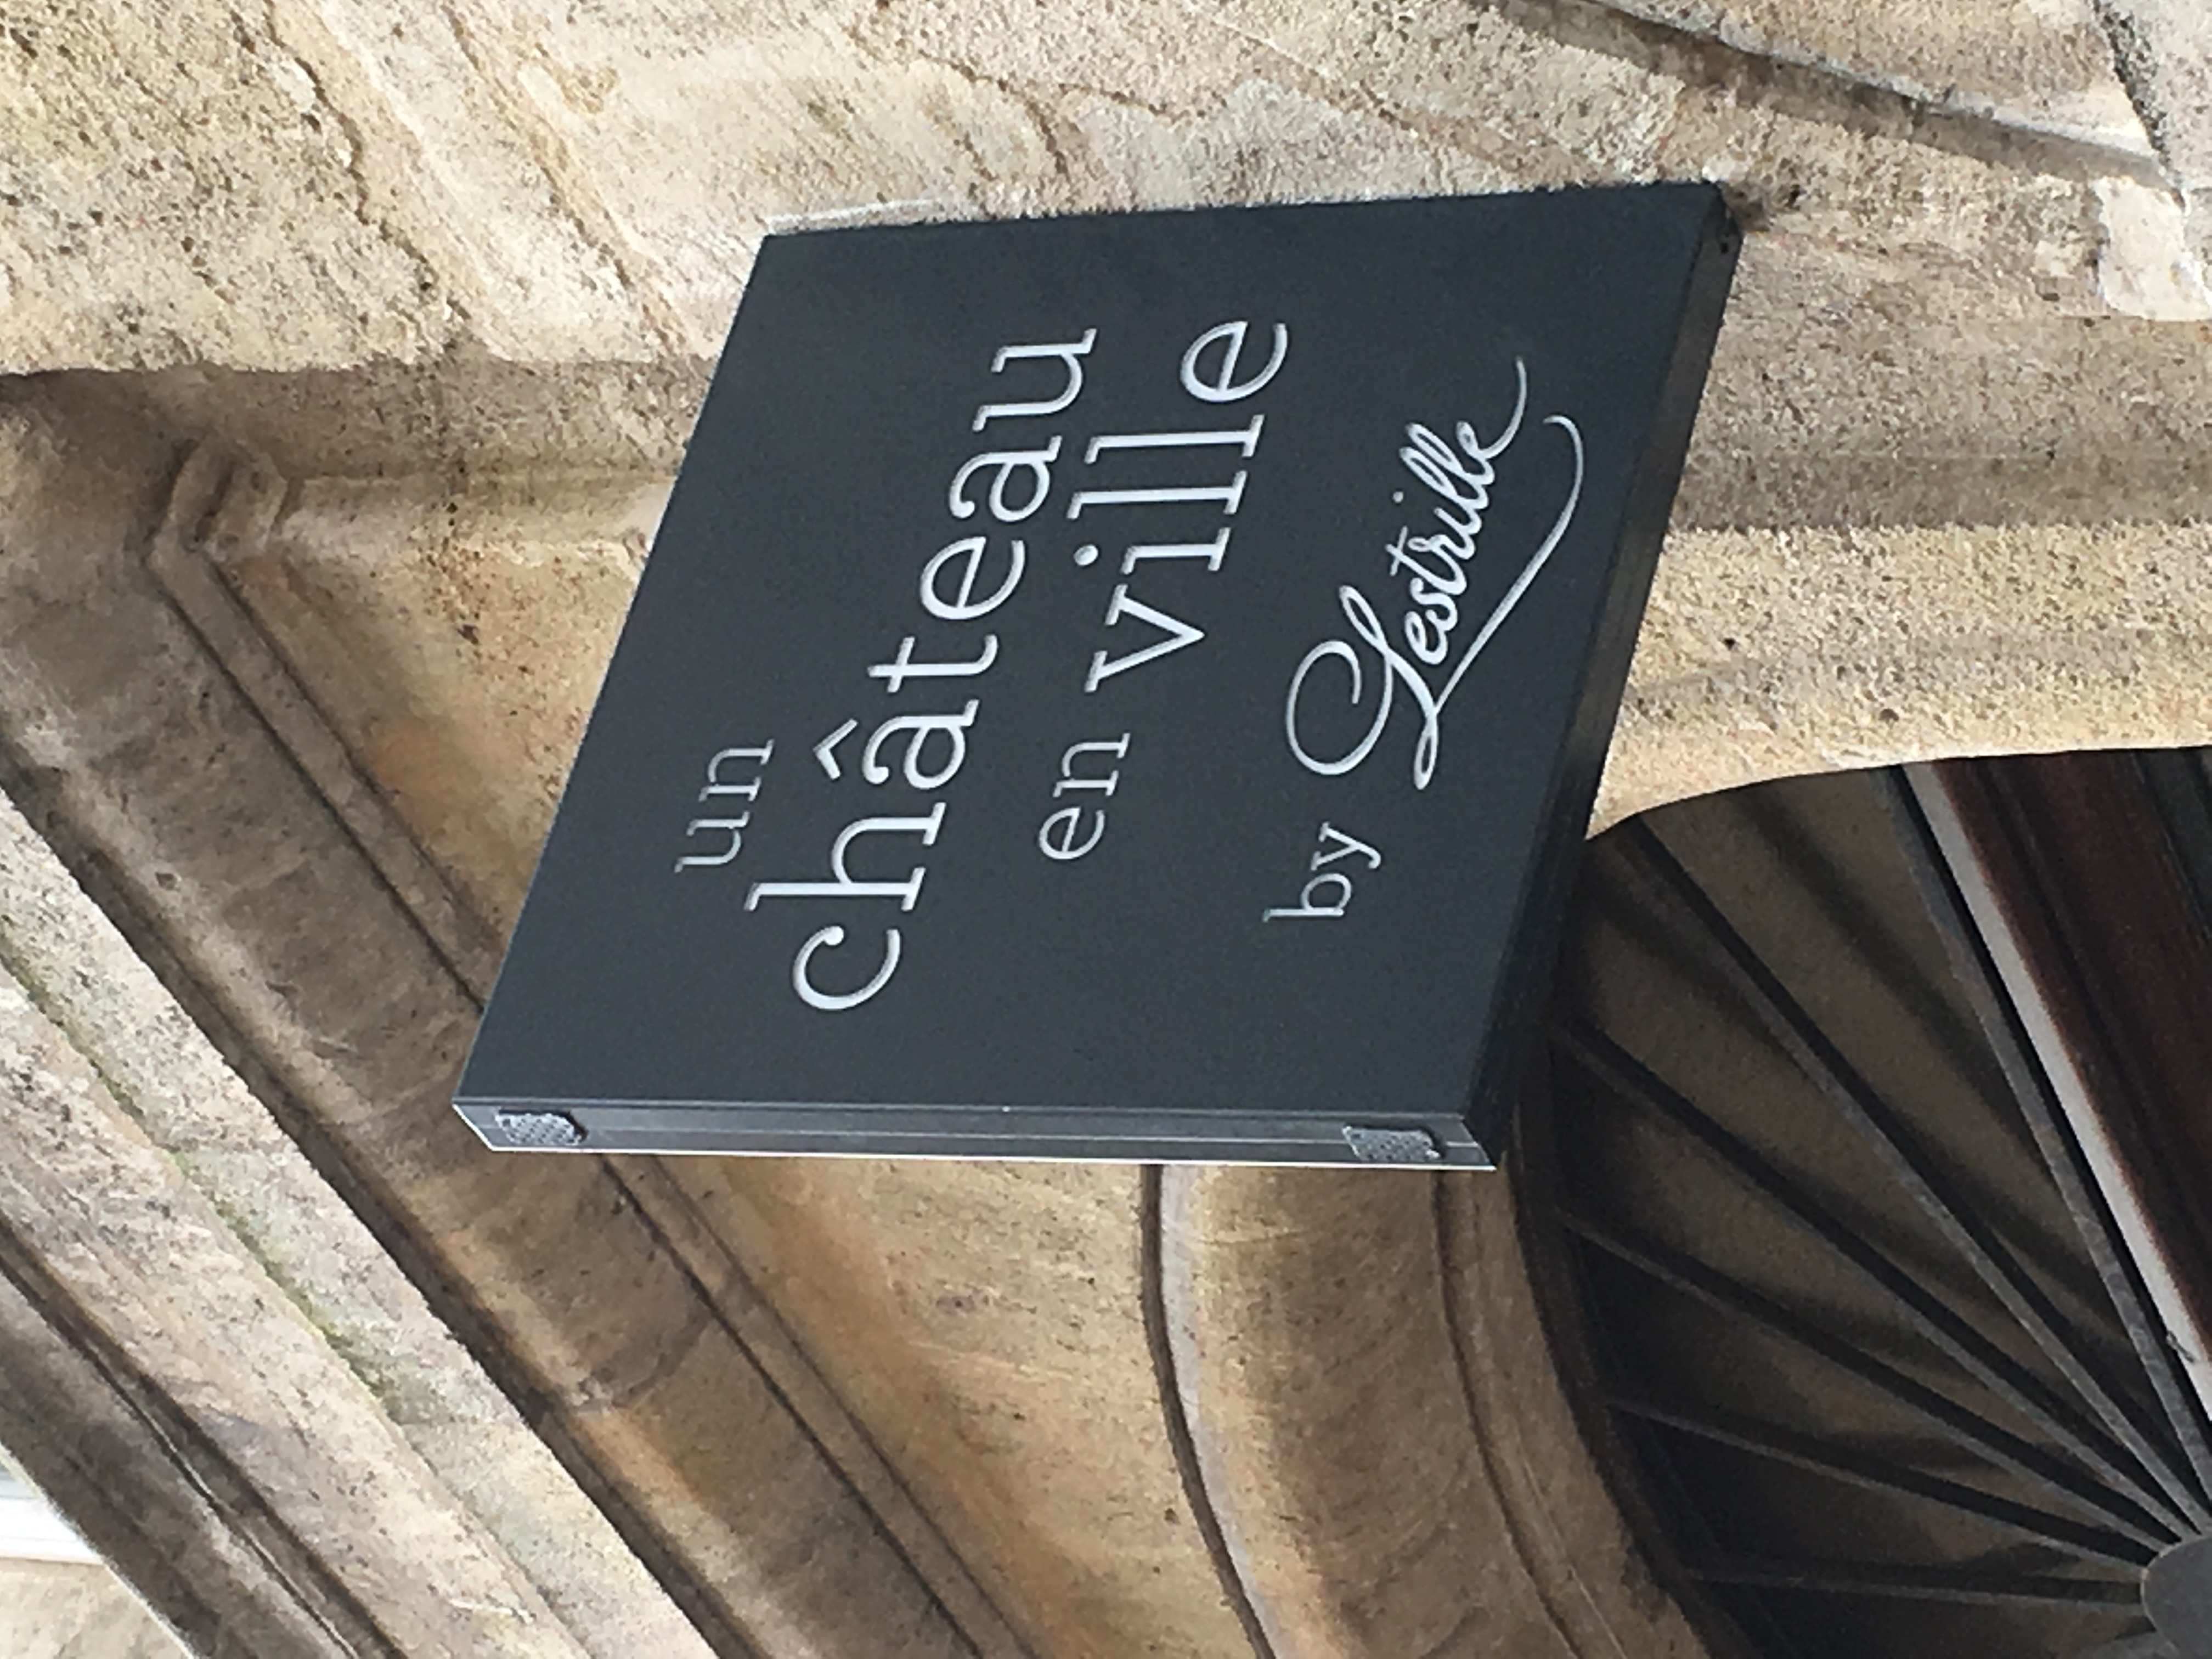 un
château
en ville
by Lestrille